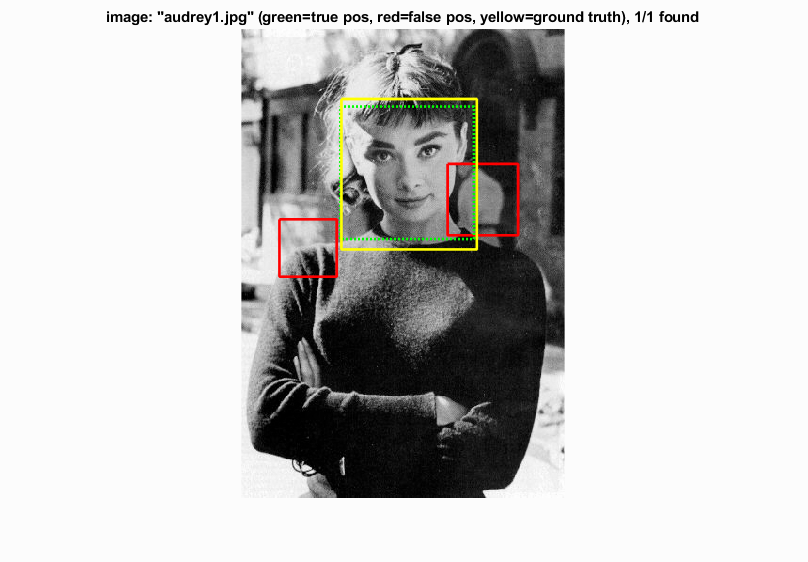 image: "audrey1.jpg" (green=true pos, red=false pos, yellow=ground truth), 1/1 found